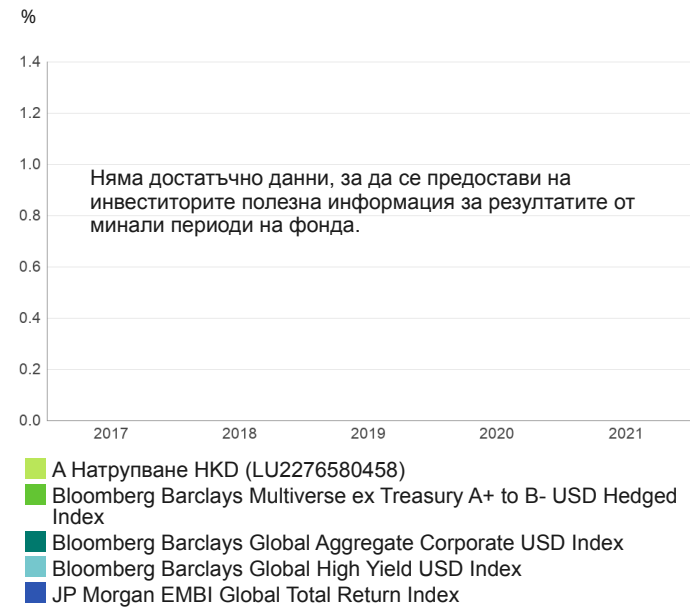 %
1.4
1.2
1.0
Няма достатъчно данни, за да се предостави на
инвеститорите полезна информация за резултатите от
минали периоди на фонда.
0.8
0.6
0.4
0.2
0.0
2017 2018 2019 2020 2021
А Натрупване HKD (LU2276580458)
Bloomberg Barclays Multiverse ex Treasury A+ to B- USD Hedged
Index
Bloomberg Barclays Global Aggregate Corporate USD Index
Bloomberg Barclays Global High Yield USD Index
JP Morgan EMBI Global Total Return Index